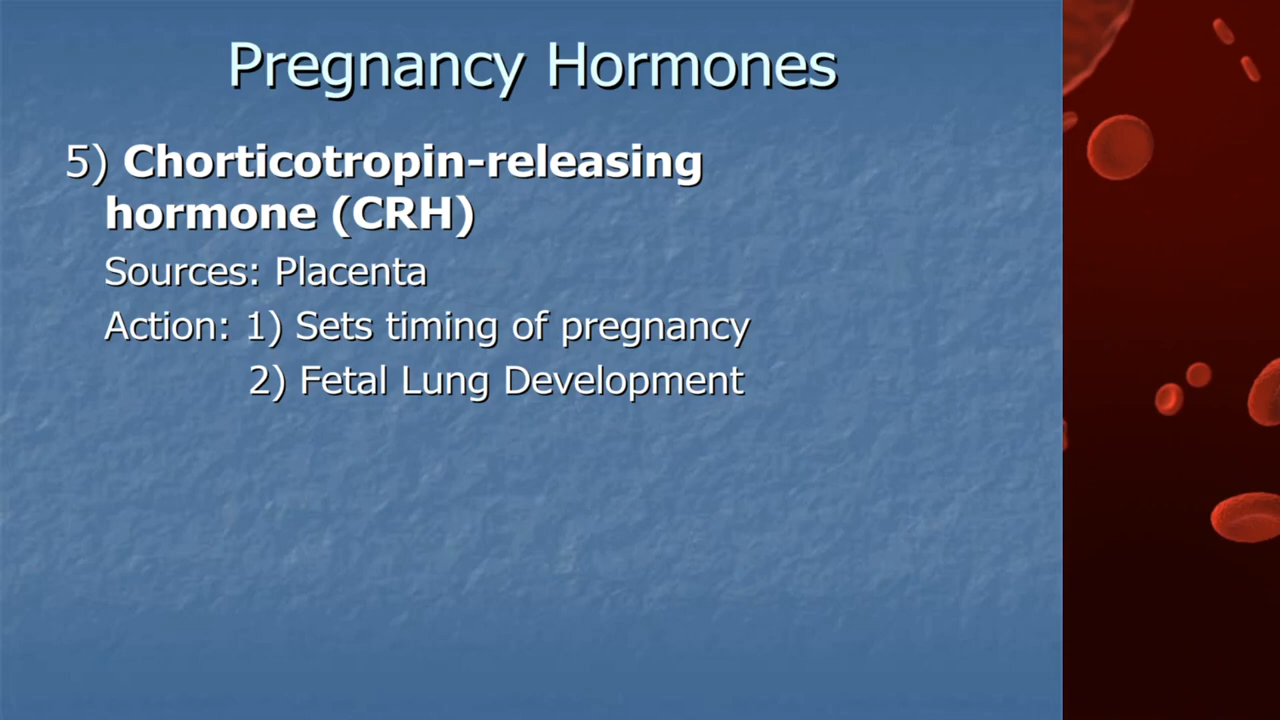 Pregnancy Hormones
5) Chorticotropin-releasing
hormone (CRH)
Sources: Placenta
Action: 1) Sets timing of pregnancy
2) Fetal Lung Development